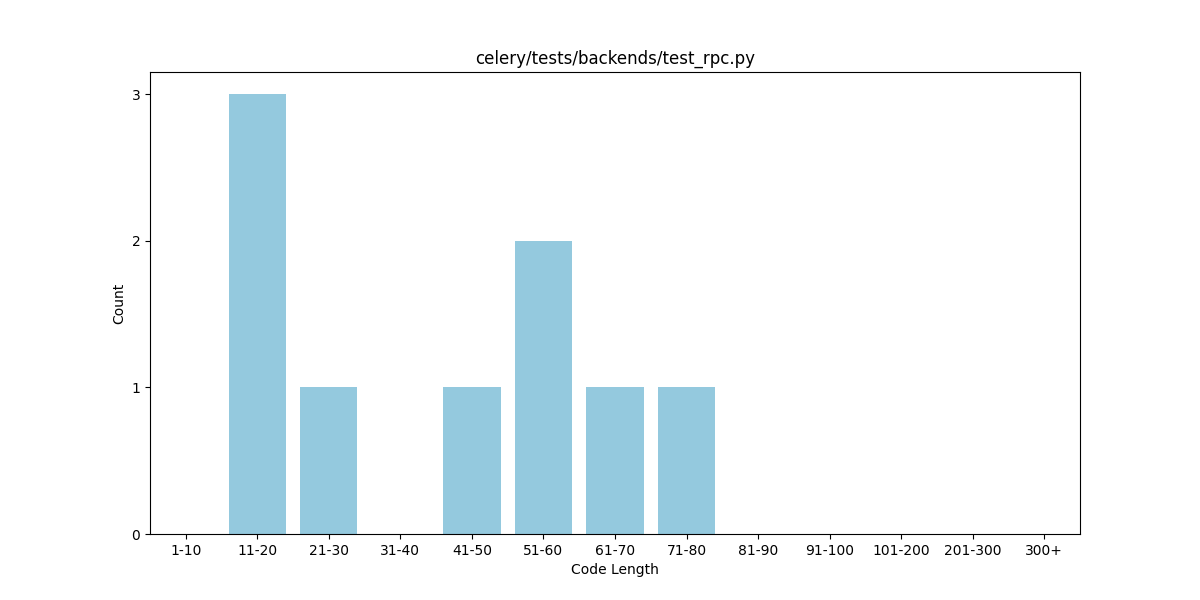 celery/tests/backends/test_rpc.py
3
2
1
0
Count
1-10 11-20 21-30 31-40 41-50 51-60 61-70 71-80 81-90 91-100 101-200 201-300 300+
Code Length